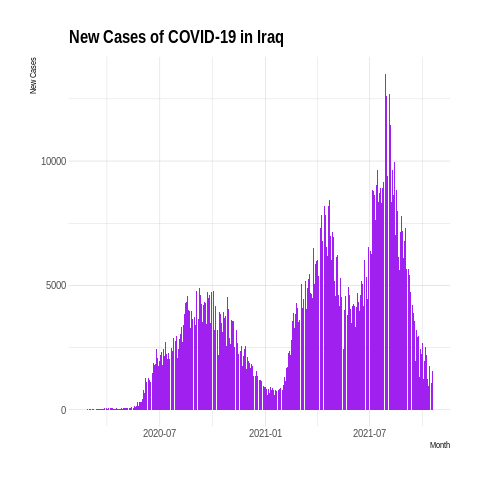 New Cases of COVID-19 in Iraq
New Cases
10000
5000
0
2020-07 2021-01 2021-07
Month